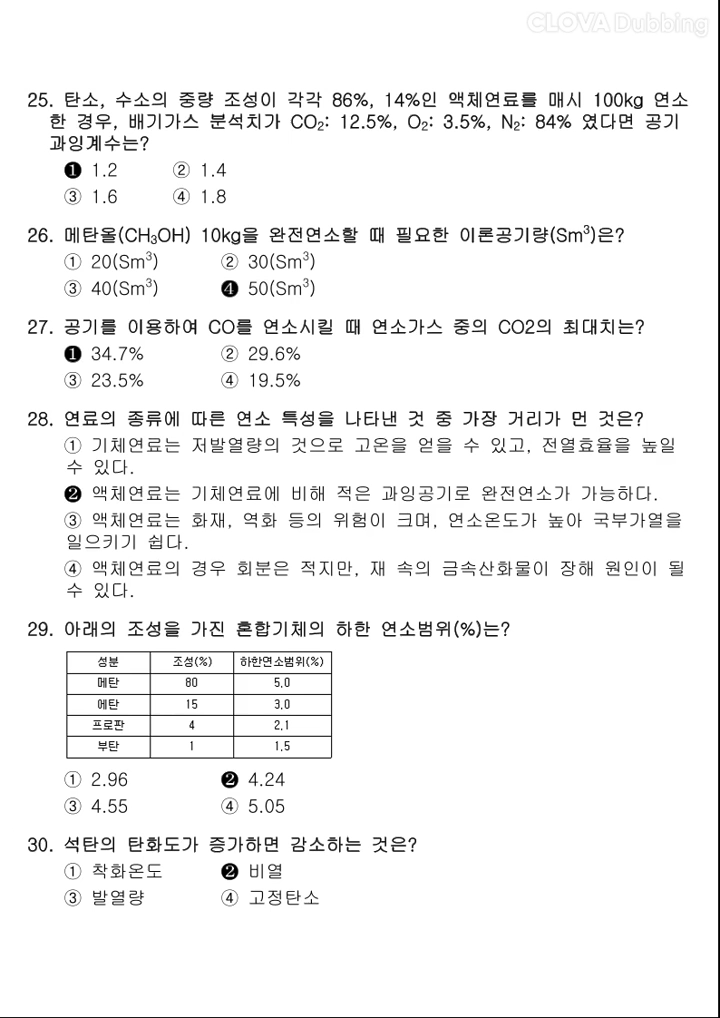 CLOVA Dubbing
25. 탄소, 수소의 중량 조성이 각각 86%, 14%인 액체연료를 매시 100kg 연소
한 경우, 배기가스 분석치가 CO₂: 12.5%, O₂: 3.5%, N₂: 84% 였다면 공기
과잉계수는?
❶ 1.2 ② 1.4
③ 1.6 ④ 1.8
26. 메탄올(CH₃OH) 10kg을 완전연소할 때 필요한 이론공기량(Sm³)은?
① 20(Sm³) ② 30(Sm³)
③ 40(Sm³) ❹ 50(Sm³)
27. 공기를 이용하여 CO를 연소시킬 때 연소가스 중의 CO2의 최대치는?
❶ 34.7% ② 29.6%
③ 23.5% ④ 19.5%
28. 연료의 종류에 따른 연소 특성을 나타낸 것 중 가장 거리가 먼 것은?
① 기체연료는 저발열량의 것으로 고온을 얻을 수 있고, 전열효율을 높일
수 있다.
❷ 액체연료는 기체연료에 비해 적은 과잉공기로 완전연소가 가능하다.
③ 액체연료는 화재, 역화 등의 위험이 크며, 연소온도가 높아 국부가열을
일으키기 쉽다.
④ 액체연료의 경우 회분은 적지만, 재 속의 금속산화물이 장해 원인이 될
수 있다.
29. 아래의 조성을 가진 혼합기체의 하한 연소범위(%)는?
성분 조성(%) 하한연소범위(%)
메탄 80 5.0
에탄 15 3.0
프로판 4 2.1
부탄 1 1.5
① 2.96 ❷ 4.24
③ 4.55 ④ 5.05
30. 석탄의 탄화도가 증가하면 감소하는 것은?
① 착화온도 ❷ 비열
③ 발열량 ④ 고정탄소